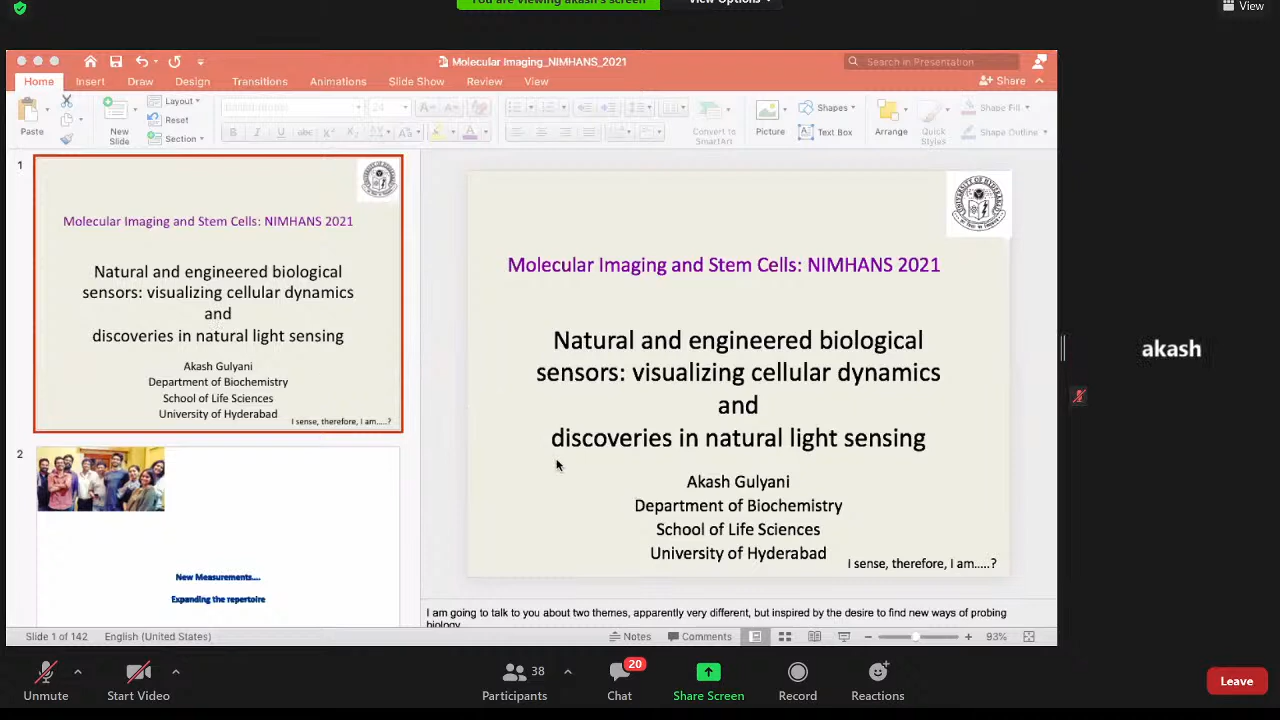 You are viewing akash's screen
View Options
View
Molecular Imaging_NIMHANS_2021
Search in Presentation
Home Insert Draw Design Transitions Animations Slide Show Review View
Share
Paste
New Slide
Layout
Reset
Section
Convert to SmartArt
Picture
Shapes
Text Box
Arrange
Quick Styles
Shape Fill
Shape Outline
1
Molecular Imaging and Stem Cells: NIMHANS 2021
Natural and engineered biological
sensors: visualizing cellular dynamics
and
discoveries in natural light sensing
Akash Gulyani
Department of Biochemistry
School of Life Sciences
University of Hyderabad
I sense, therefore, I am.....?
2
New Measurements....
Expanding the repertoire
Molecular Imaging and Stem Cells: NIMHANS 2021
Natural and engineered biological
sensors: visualizing cellular dynamics
and
discoveries in natural light sensing
Akash Gulyani
Department of Biochemistry
School of Life Sciences
University of Hyderabad
I sense, therefore, I am.....?
I am going to talk to you about two themes, apparently very different, but inspired by the desire to find new ways of probing
biology
akash
Slide 1 of 142 English (United States)
Notes Comments 93%
Unmute Start Video Participants 38 Chat 20 Share Screen Record Reactions Leave